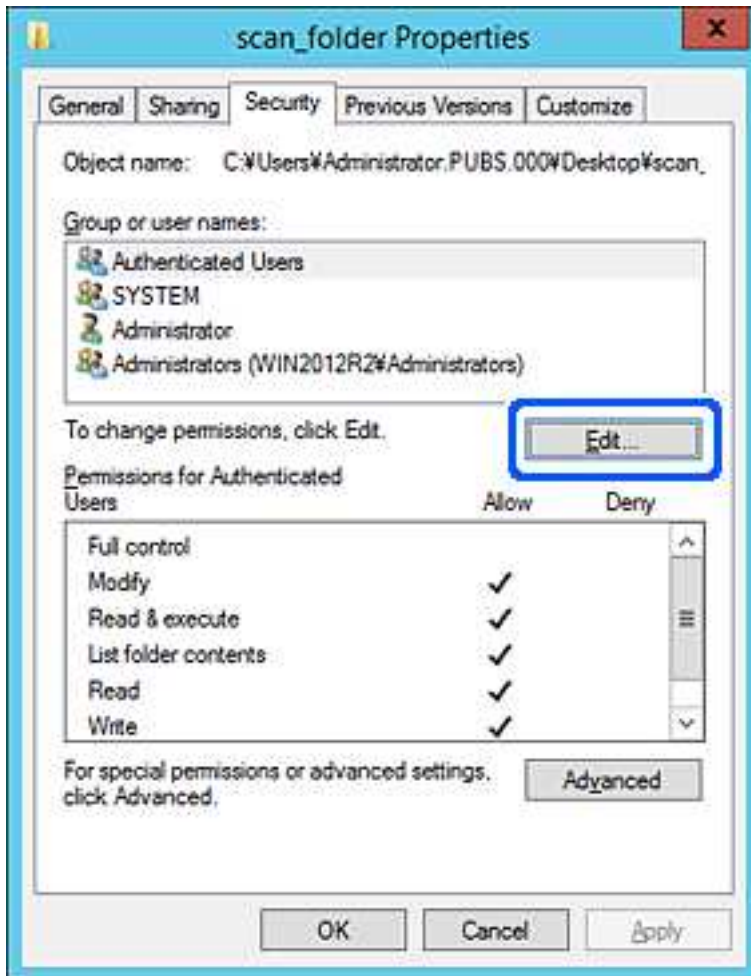 scan_folder Properties
General Sharing Security Previous Versions Customize
Object name: C:¥Users¥Administrator.PUBS.000¥Desktop¥scan_
Group or user names:
Authenticated Users
SYSTEM
Administrator
Administrators (WIN2012R2¥Administrators)
To change permissions, click Edit.
Edit...
Permissions for Authenticated
Users Allow Deny
Full control
Modify
Read & execute
List folder contents
Read
Write
For special permissions or advanced settings,
click Advanced.
Advanced
OK Cancel Apply